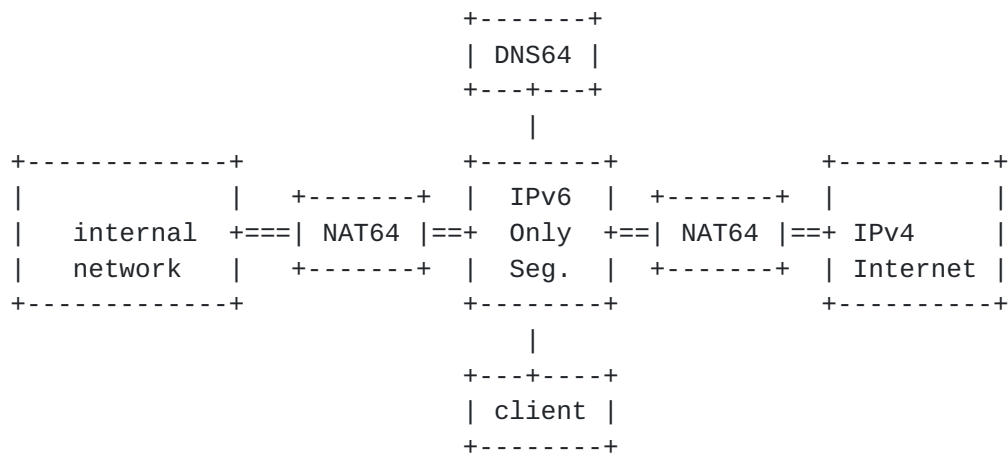 DNS64
IPv6
internal NAT64 Only NAT64 IPv4
network Seg. Internet
client